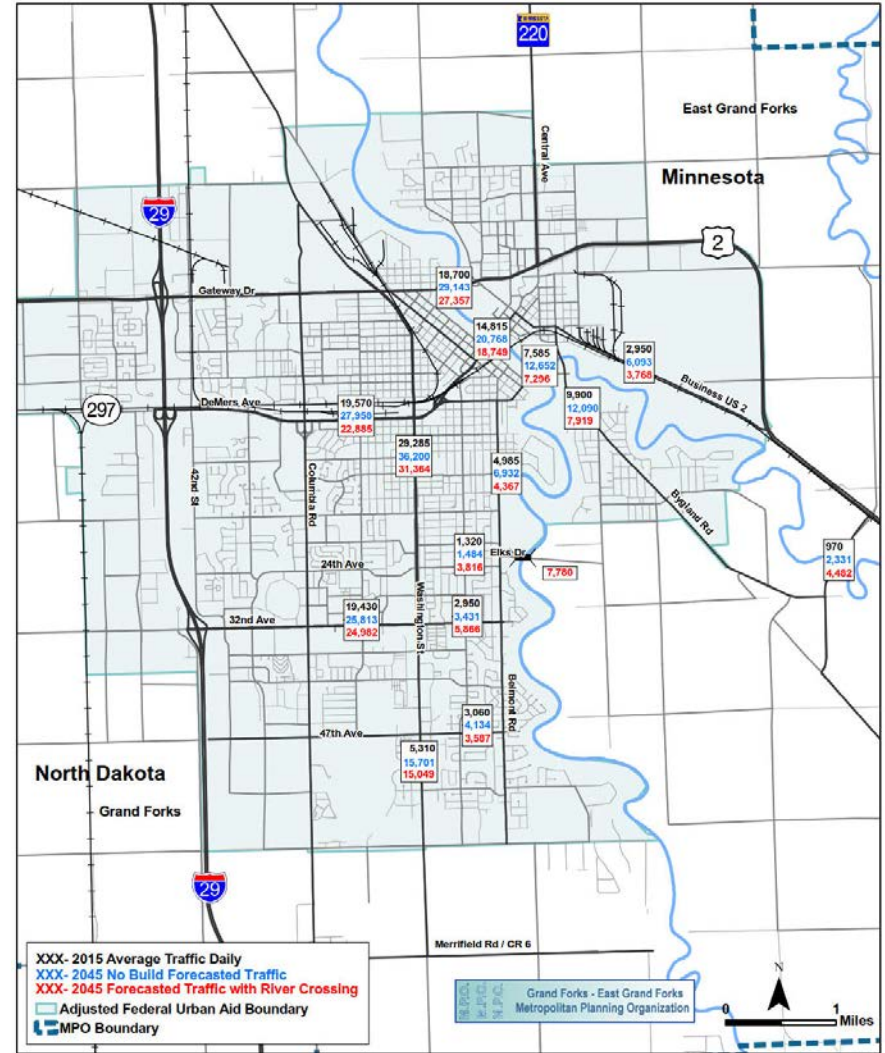 MINNESOTA
220
East Grand Forks
Central Ave
Minnesota
29
2
18,700
29,143
27,357
Gateway Dr
14,815
20,768
18,749
7,585
12,652
7,296
2,950
6,093
3,768
Business US 2
297
DeMers Ave
19,570
27,958
22,885
9,900
12,090
7,919
29,285
36,200
31,364
4,985
6,932
4,367
42nd St
Columbia Rd
Bygland Rd
1,320
1,484
3,816
Elks Dr
7,780
970
2,331
4,482
24th Ave
Washington St
19,430
25,813
24,982
2,950
3,431
5,866
32nd Ave
Belmont Rd
3,060
4,134
3,587
47th Ave
5,310
15,701
15,049
North Dakota
Grand Forks
29
Merrifield Rd / CR 6
XXX- 2015 Average Traffic Daily
XXX- 2045 No Build Forecasted Traffic
XXX- 2045 Forecasted Traffic with River Crossing
Adjusted Federal Urban Aid Boundary
MPO Boundary
M.P.O.
M.P.O.
M.P.O.
Grand Forks - East Grand Forks
Metropolitan Planning Organization
N
0 1
Miles